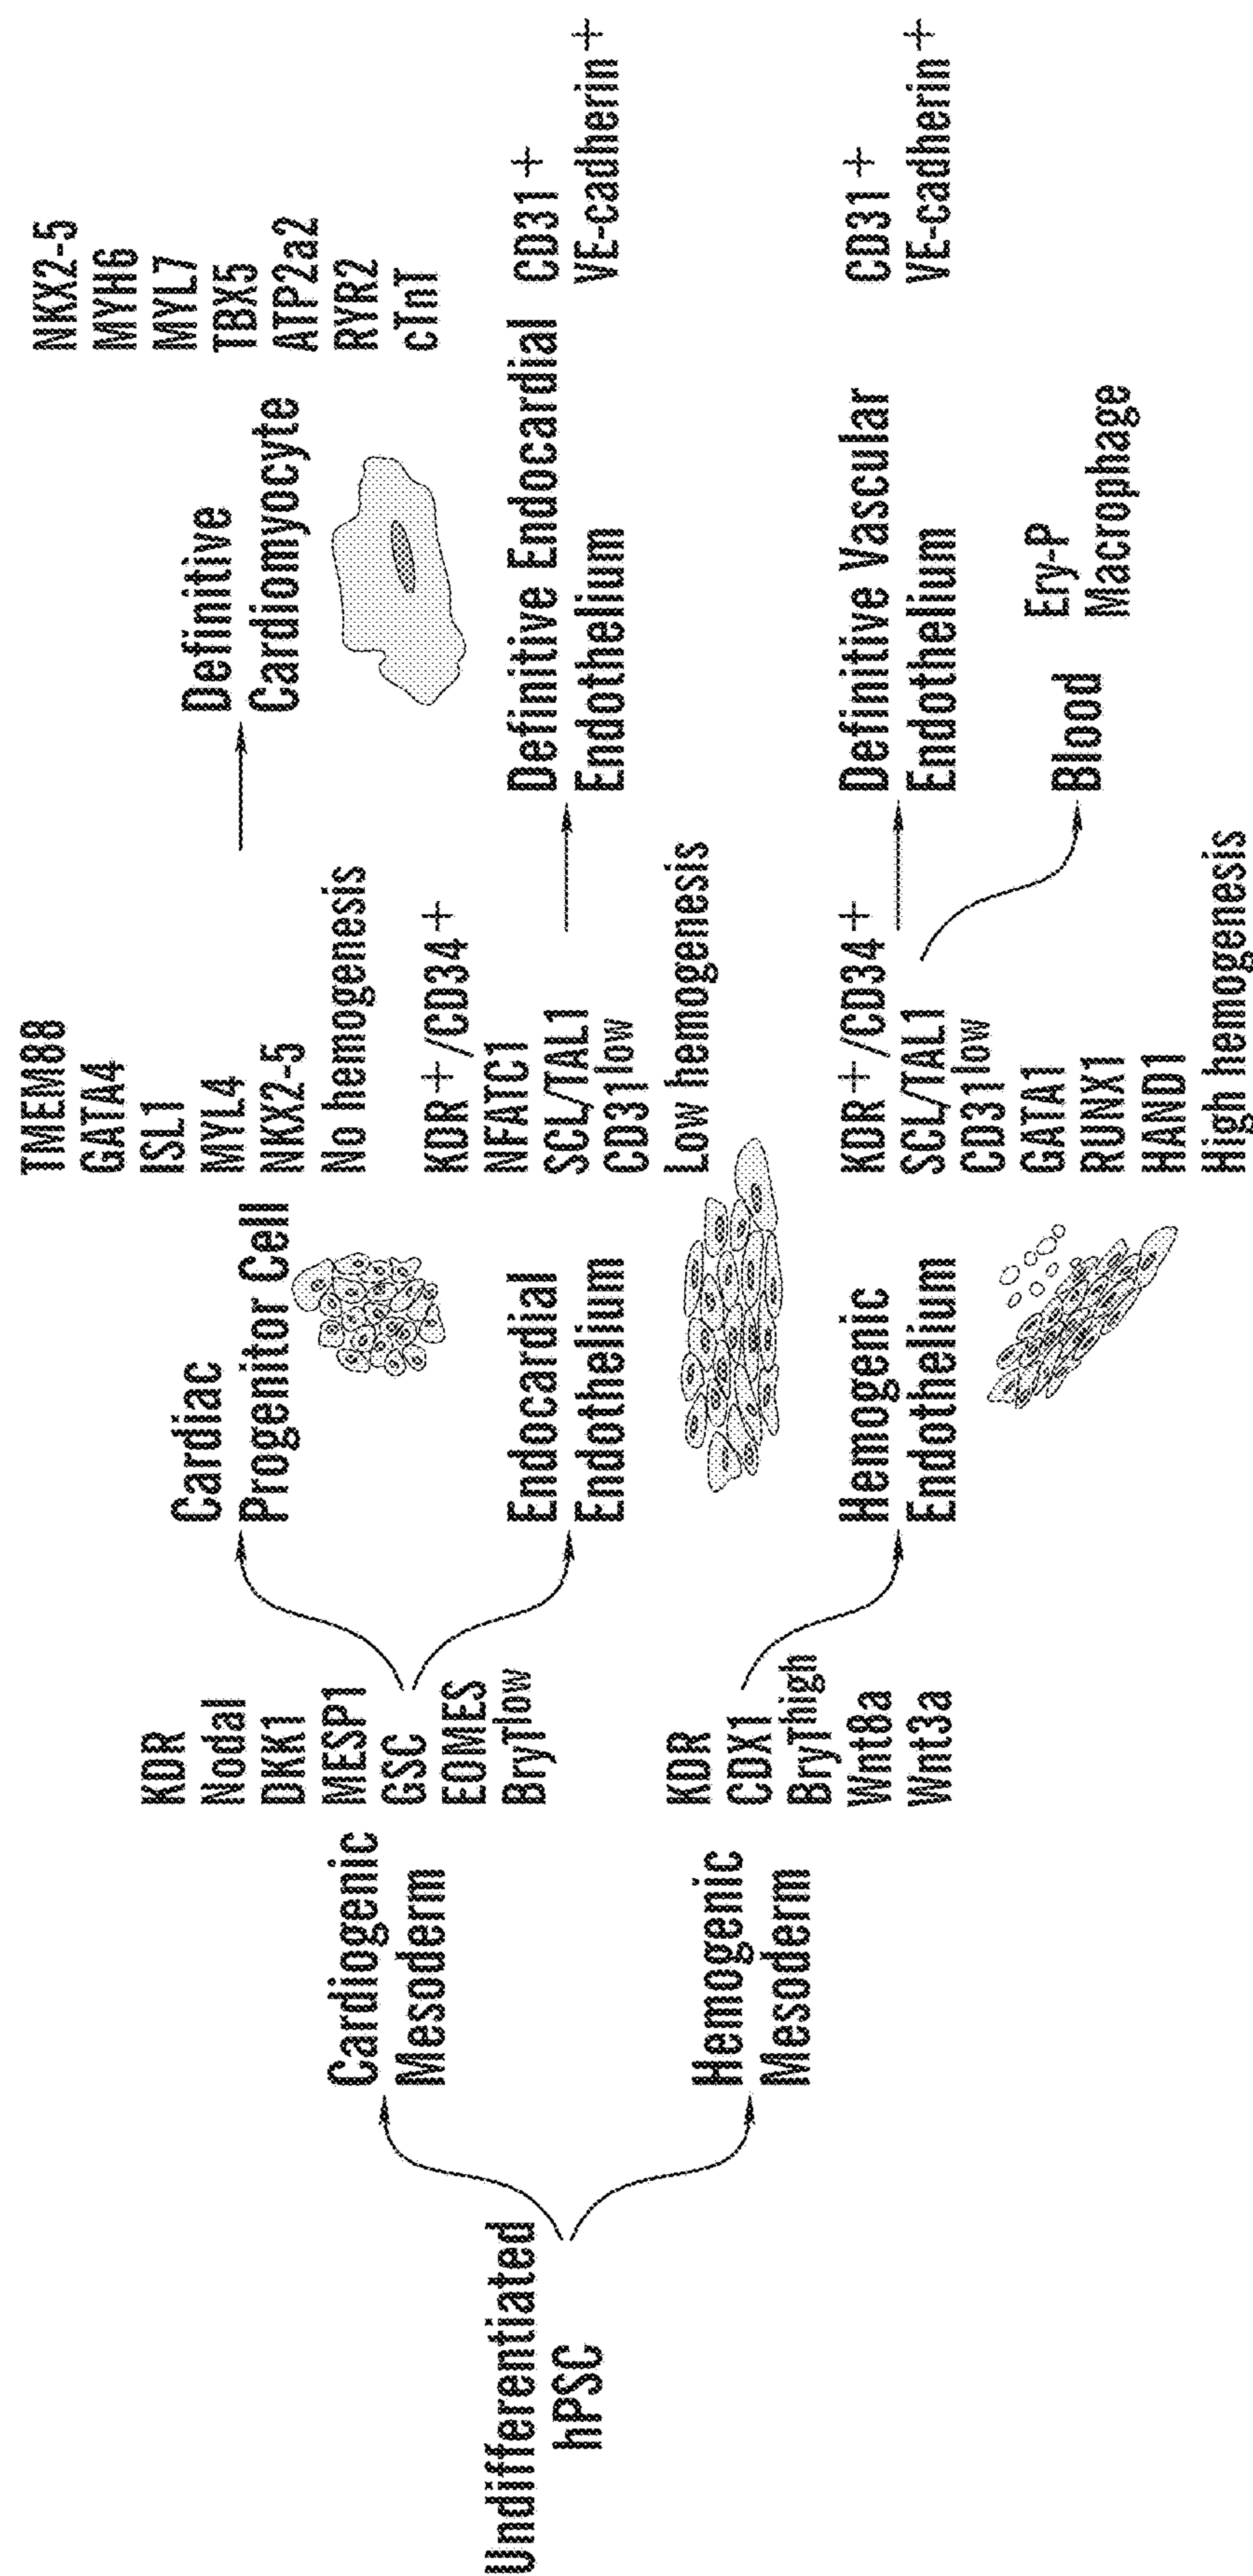 Undifferentiated
hPSC
Cardiogenic
Mesoderm
KDR
Nodal
DKK1
MESP1
GSC
EOMES
BryTlow
Hemogenic
Mesoderm
KDR
CDX1
BryThigh
Wnt8a
Wnt3a
Cardiac
Progenitor Cell
TMEM88
GATA4
ISL1
MYL4
NKX2-5
No hemogenesis
Endocardial
Endothelium
KDR+/CD34+
NFATC1
SCL/TAL1
CD31low
Low hemogenesis
Hemogenic
Endothelium
KDR+/CD34+
SCL/TAL1
CD31low
GATA1
RUNX1
HAND1
High hemogenesis
Definitive
Cardiomyocyte
NKX2-5
MYH6
MYL7
TBX5
ATP2a2
RYR2
cTnT
Definitive Endocardial
Endothelium
CD31+
VE-cadherin+
Definitive Vascular
Endothelium
CD31+
VE-cadherin+
Blood
Ery-P
Macrophage